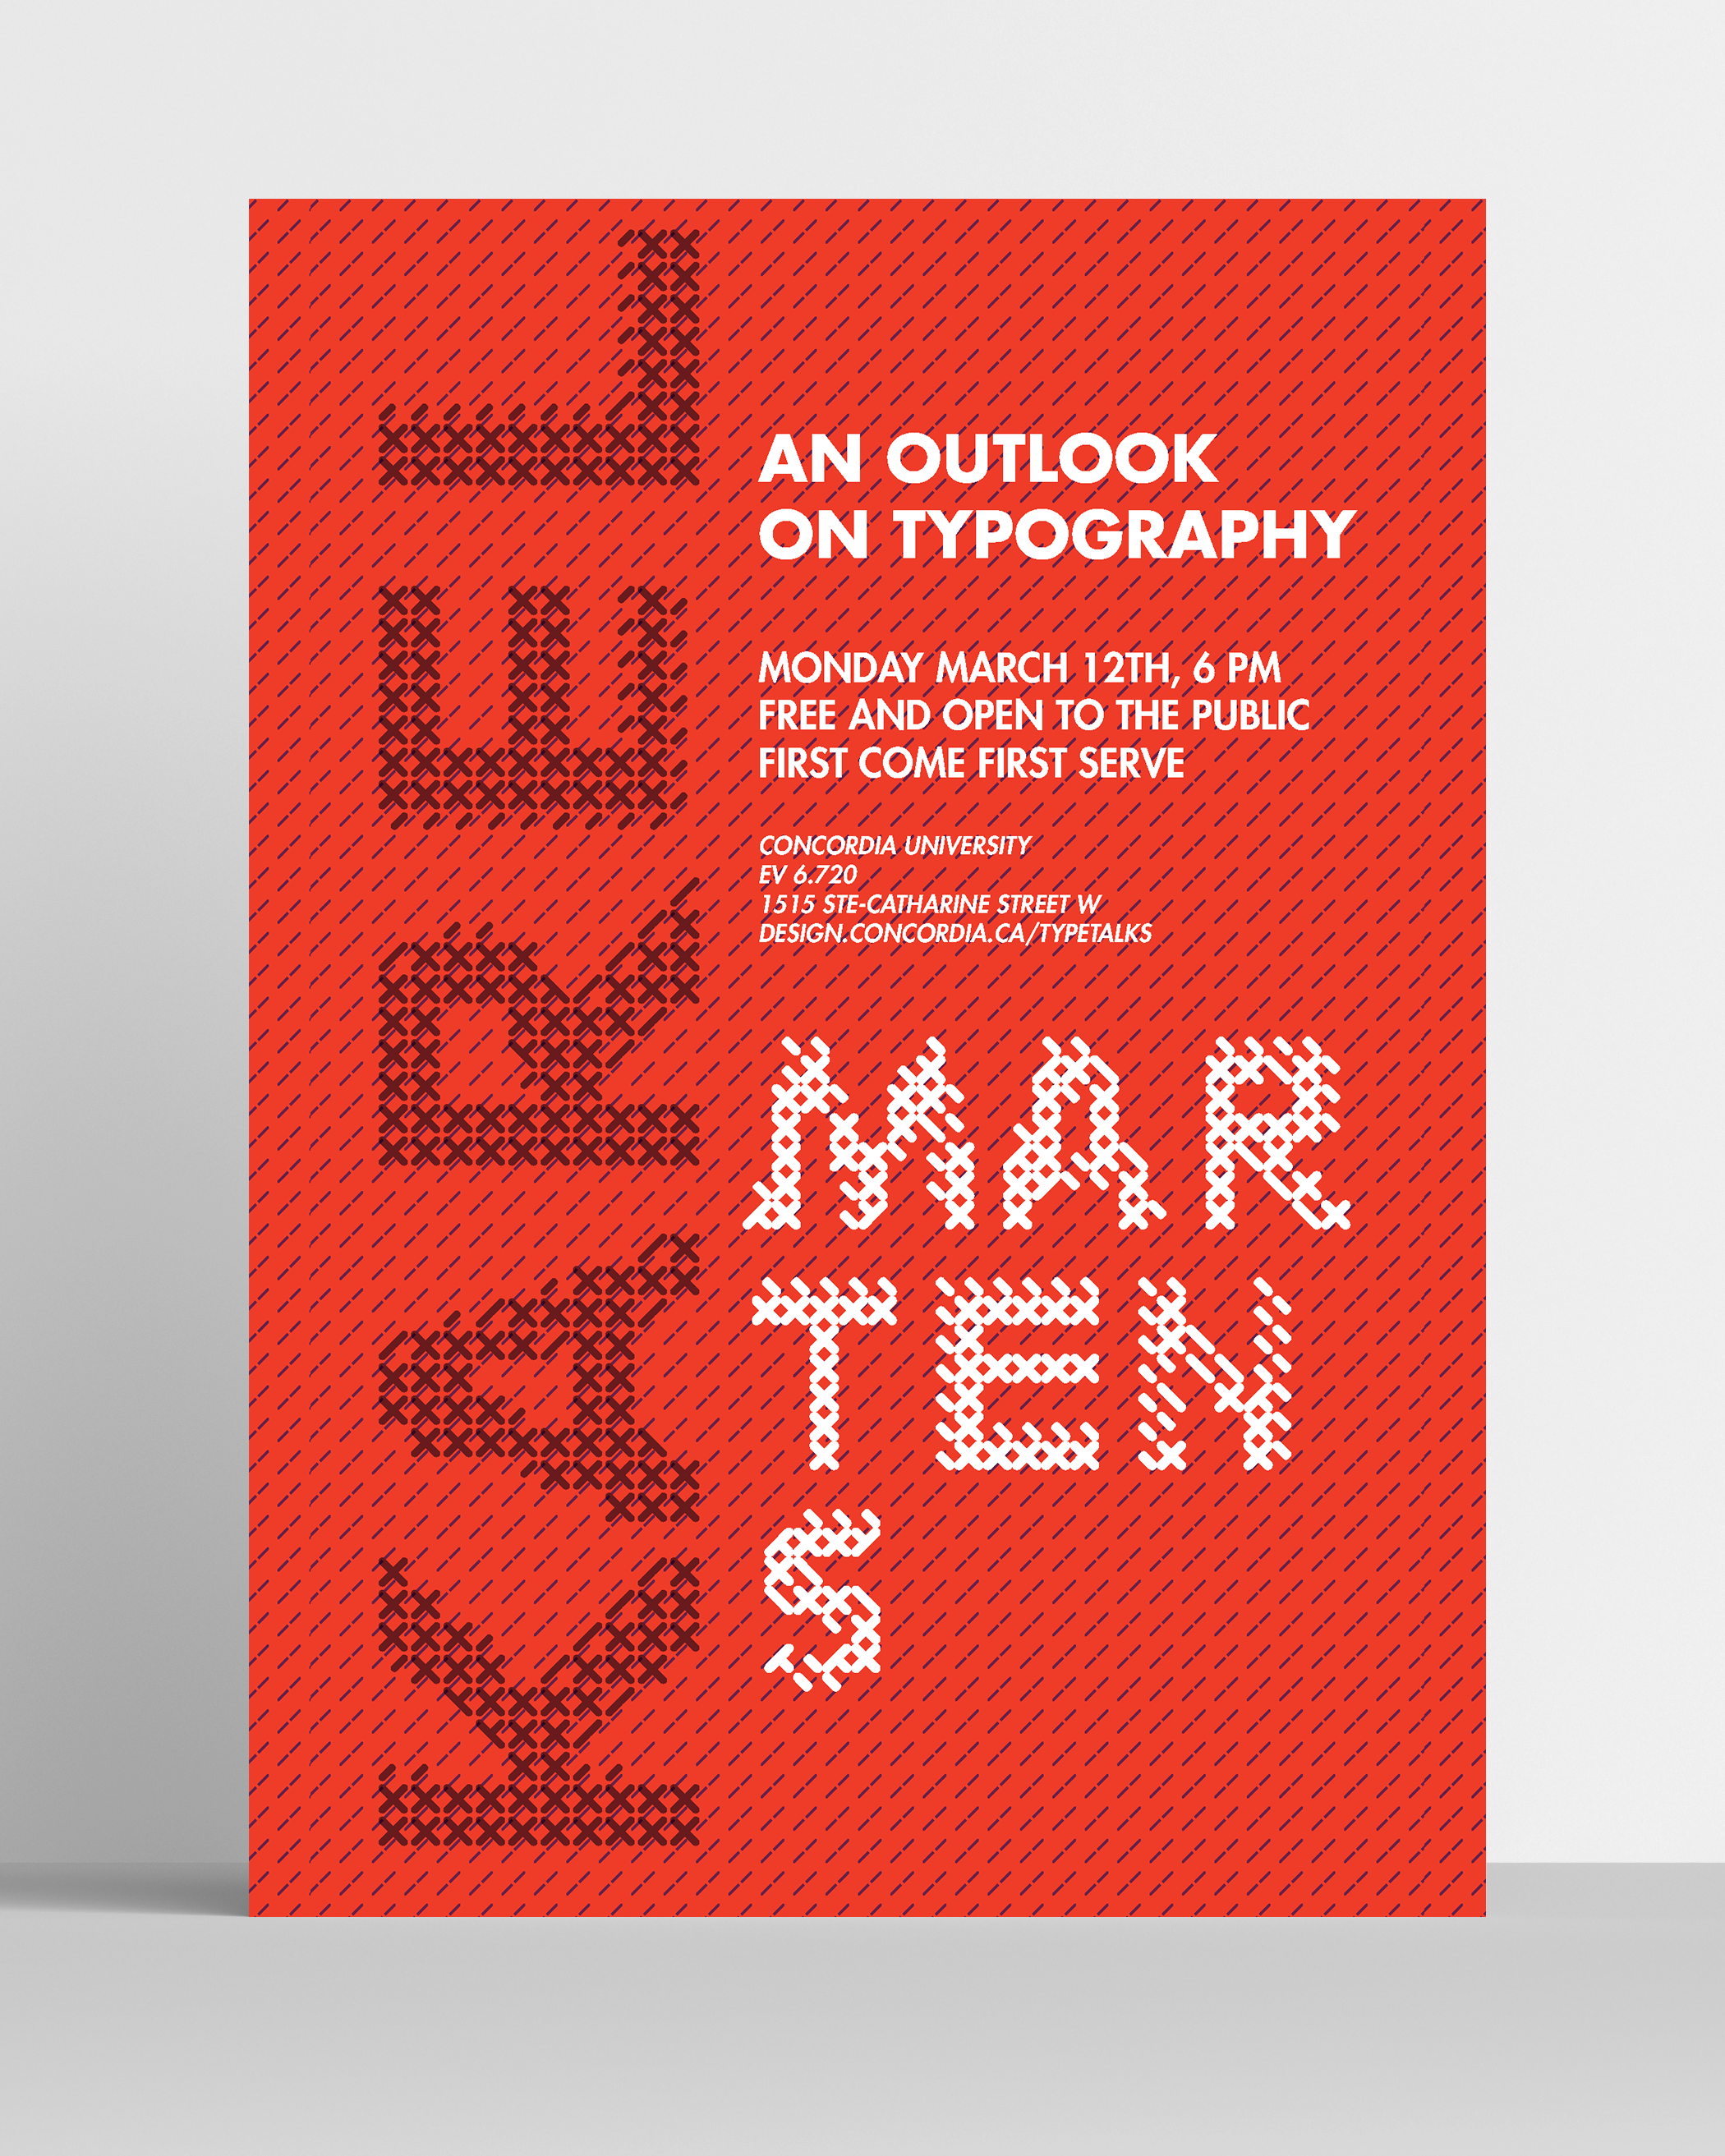 KAREL
AN OUTLOOK
ON TYPOGRAPHY
MONDAY MARCH 12TH, 6 PM
FREE AND OPEN TO THE PUBLIC
FIRST COME FIRST SERVE
CONCORDIA UNIVERSITY
EV 6.720
1515 STE-CATHARINE STREET W
DESIGN.CONCORDIA.CA/TYPETALKS
MAR
TEN
S